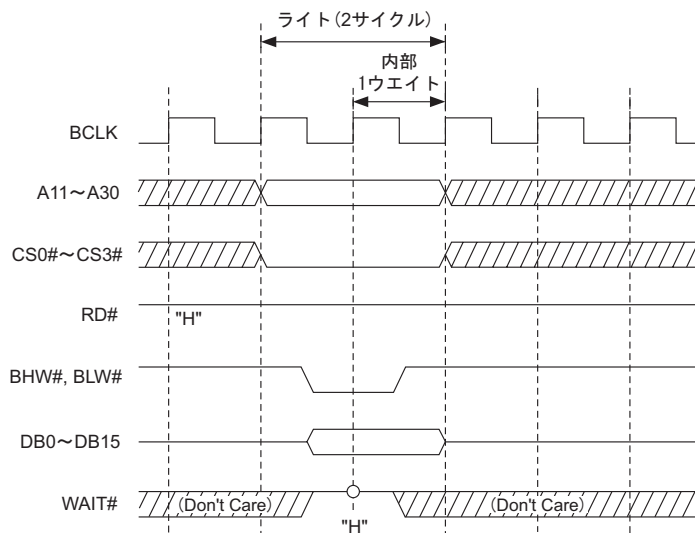 ライト(2サイクル)
内部
1ウエイト
BCLK
A11〜A30
CS0#〜CS3#
RD#
"H"
BHW#, BLW#
DB0〜DB15
WAIT#
(Don't Care)
(Don't Care)
"H"